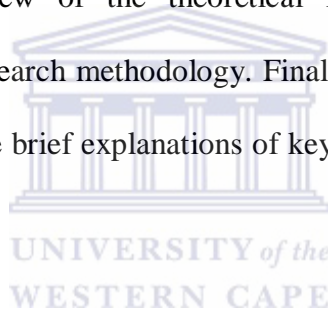 ew of the theoretical
earch methodology. Final
brief explanations of key
UNIVERSITY of the
WESTERN CAPE